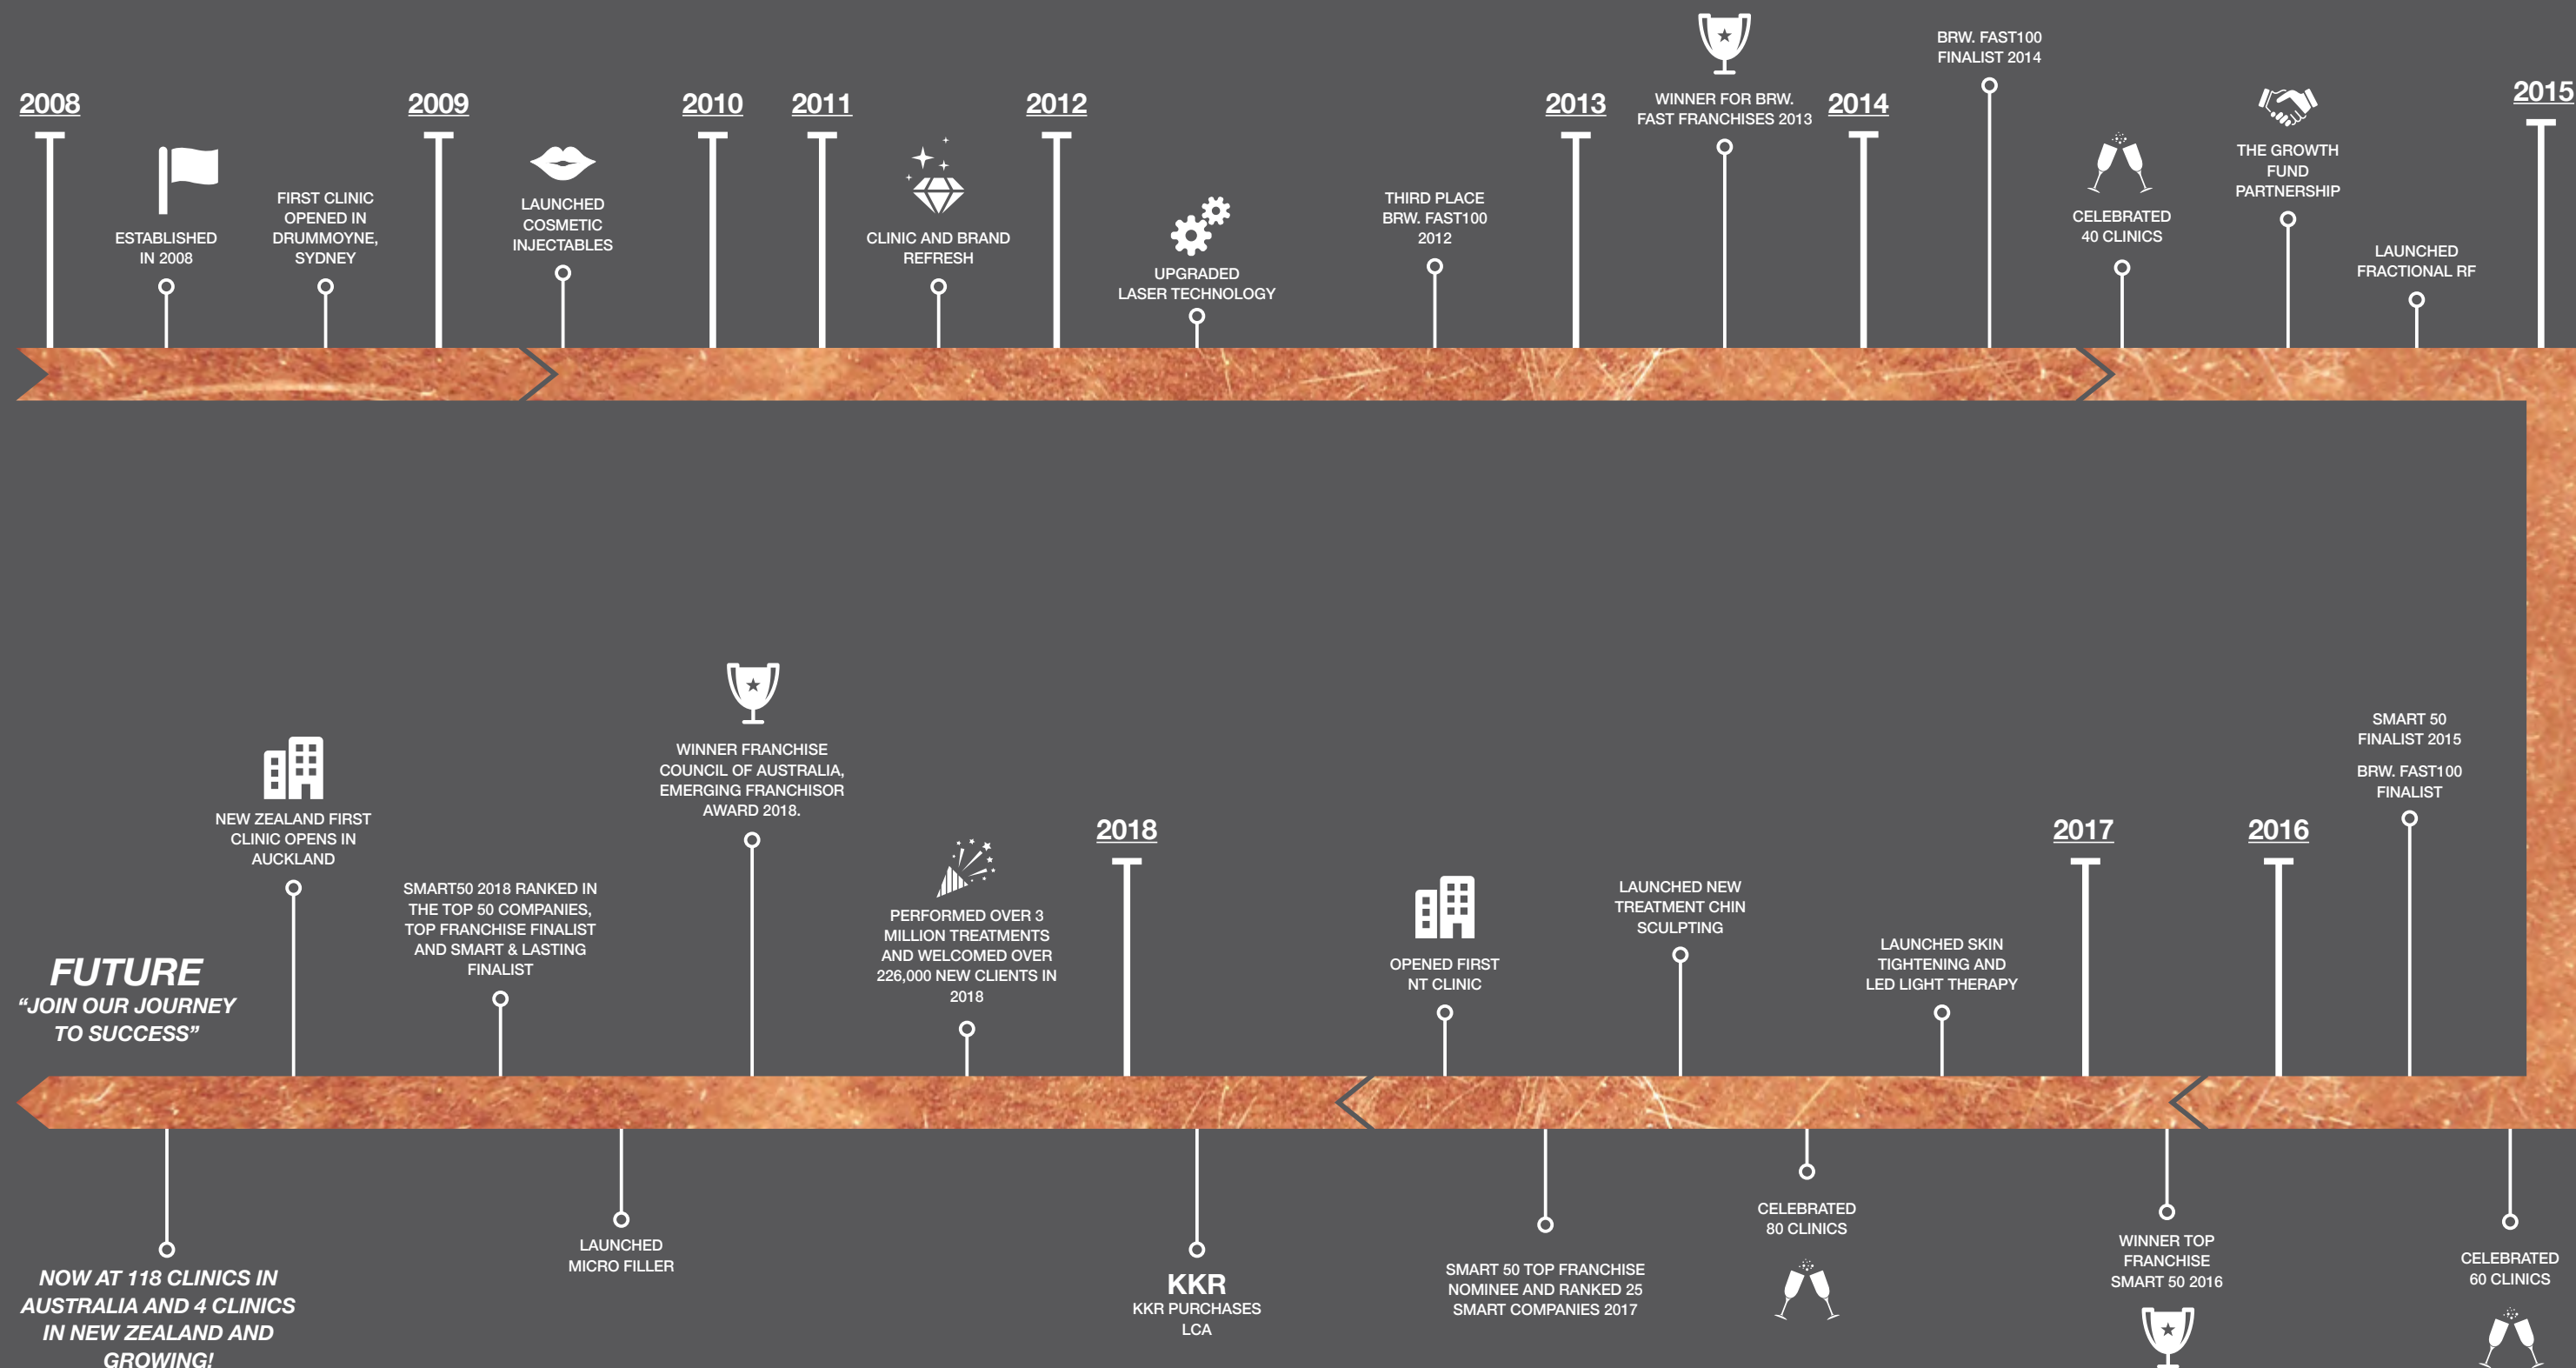 2008
ESTABLISHED
IN 2008
FIRST CLINIC
OPENED IN
DRUMMOYNE,
SYDNEY
2009
LAUNCHED
COSMETIC
INJECTABLES
2010
2011
CLINIC AND BRAND
REFRESH
2012
UPGRADED
LASER TECHNOLOGY
THIRD PLACE
BRW. FAST100
2012
2013
WINNER FOR BRW.
FAST FRANCHISES 2013
2014
BRW. FAST100
FINALIST 2014
CELEBRATED
40 CLINICS
THE GROWTH
FUND
PARTNERSHIP
LAUNCHED
FRACTIONAL RF
2015
CELEBRATED
60 CLINICS
SMART 50
FINALIST 2015
BRW. FAST100
FINALIST
2016
WINNER TOP
FRANCHISE
SMART 50 2016
2017
LAUNCHED SKIN
TIGHTENING AND
LED LIGHT THERAPY
CELEBRATED
80 CLINICS
LAUNCHED NEW
TREATMENT CHIN
SCULPTING
SMART 50 TOP FRANCHISE
NOMINEE AND RANKED 25
SMART COMPANIES 2017
OPENED FIRST
NT CLINIC
KKR
KKR PURCHASES
LCA
2018
PERFORMED OVER 3
MILLION TREATMENTS
AND WELCOMED OVER
226,000 NEW CLIENTS IN
2018
WINNER FRANCHISE
COUNCIL OF AUSTRALIA,
EMERGING FRANCHISOR
AWARD 2018.
LAUNCHED
MICRO FILLER
SMART50 2018 RANKED IN
THE TOP 50 COMPANIES,
TOP FRANCHISE FINALIST
AND SMART & LASTING
FINALIST
NEW ZEALAND FIRST
CLINIC OPENS IN
AUCKLAND
FUTURE
“JOIN OUR JOURNEY
TO SUCCESS”
NOW AT 118 CLINICS IN
AUSTRALIA AND 4 CLINICS
IN NEW ZEALAND AND
GROWING!